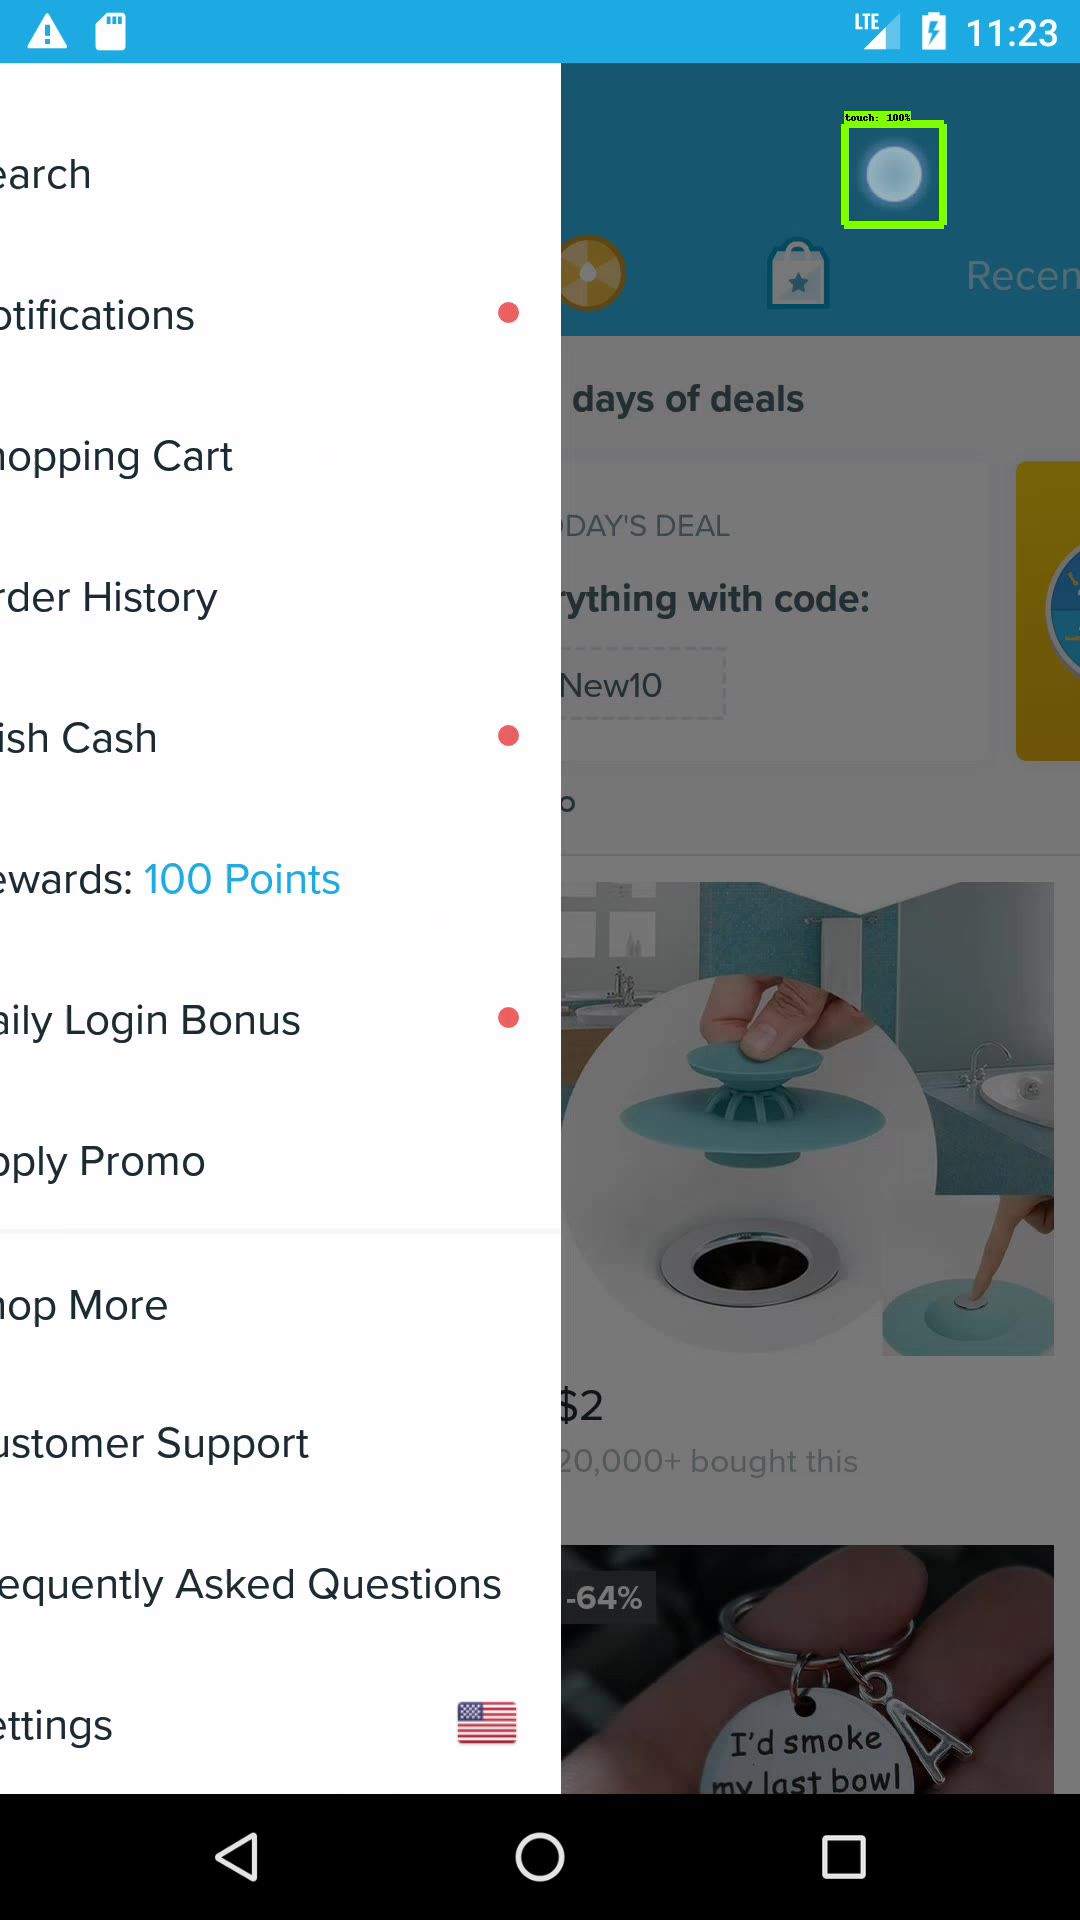 LTE 11:23
touch: 100%
earch
otifications
Recen
hopping Cart
days of deals
DAY'S DEAL
rder History
rything with code:
New10
ish Cash
ewards: 100 Points
aily Login Bonus
pply Promo
hop More
$2
ustomer Support
20,000+ bought this
requently Asked Questions
-64%
ettings
I'd smoke
my last bowl
A